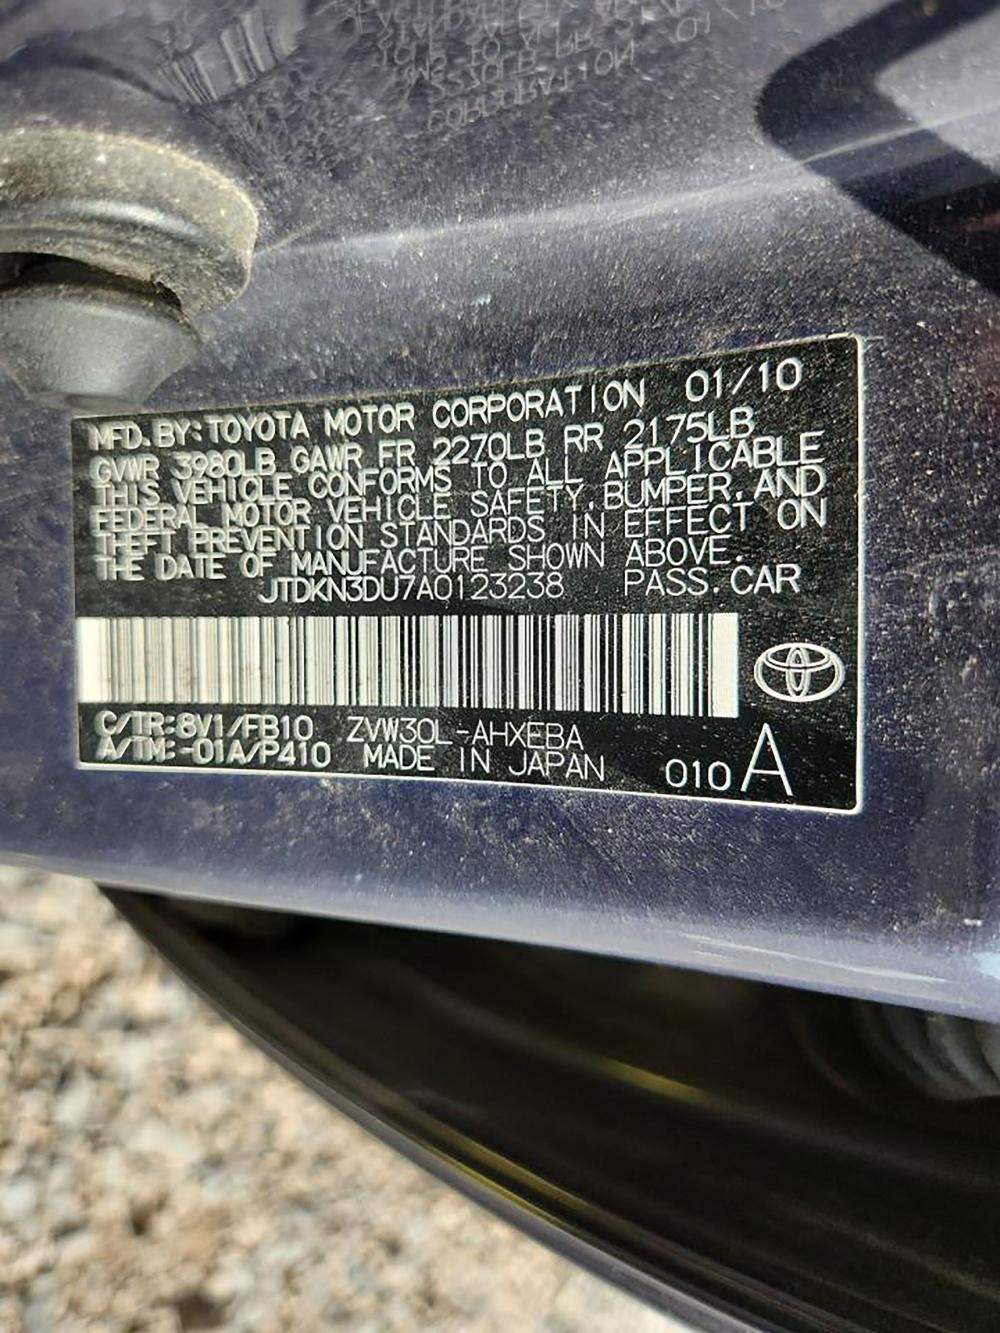 MFD. BY: TOYOTA MOTOR CORPORATION 01/10
GVWR 3980LB GAWR FR 2270LB RR 2175LB
THIS VEHICLE CONFORMS TO ALL APPLICABLE
FEDERAL MOTOR VEHICLE SAFETY, BUMPER, AND
THEFT PREVENTION STANDARDS IN EFFECT ON
THE DATE OF MANUFACTURE SHOWN ABOVE.
JTDKN3DU7A0123238 PASS. CAR
C/TR:8V1/FB10 ZVW30L-AHXEBA
A/TM:-01A/P410 MADE IN JAPAN 010 A